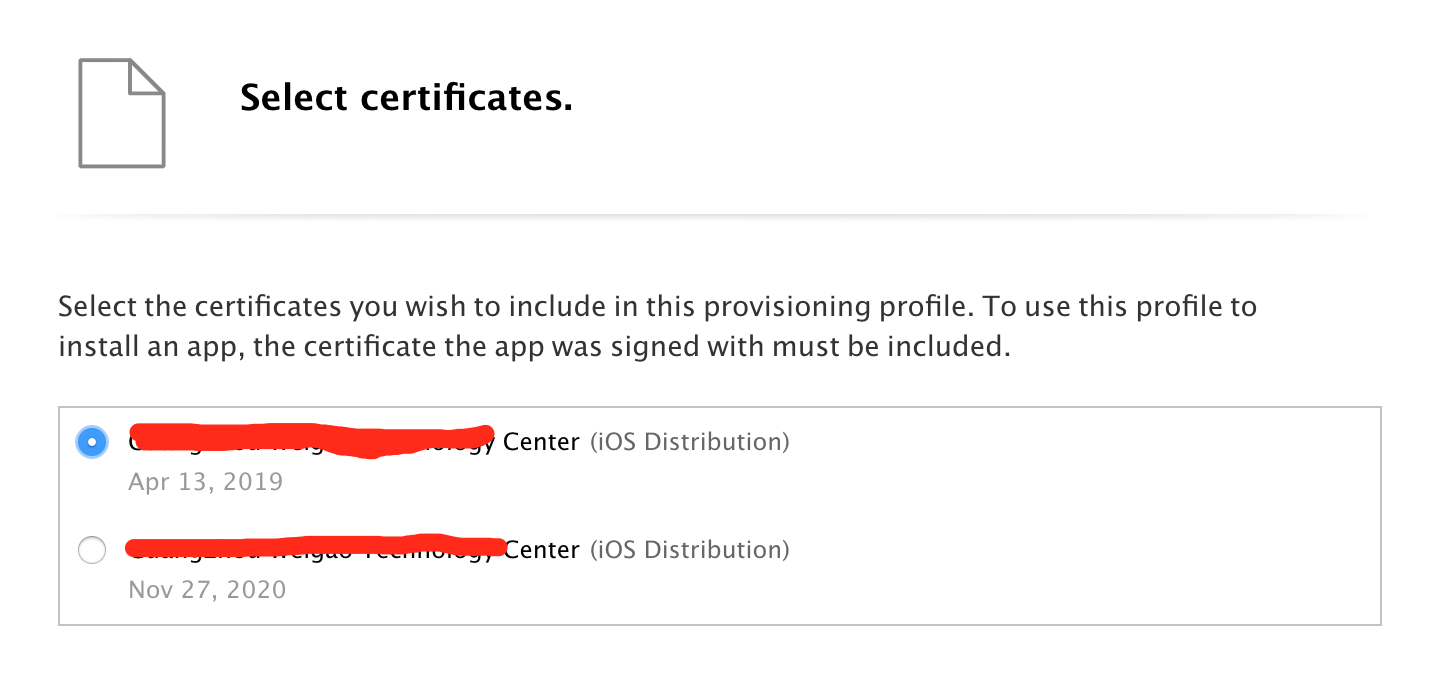 Select certificates.
Select the certificates you wish to include in this provisioning profile. To use this profile to
install an app, the certificate the app was signed with must be included.
Center (iOS Distribution)
Apr 13, 2019
Center (iOS Distribution)
Nov 27, 2020